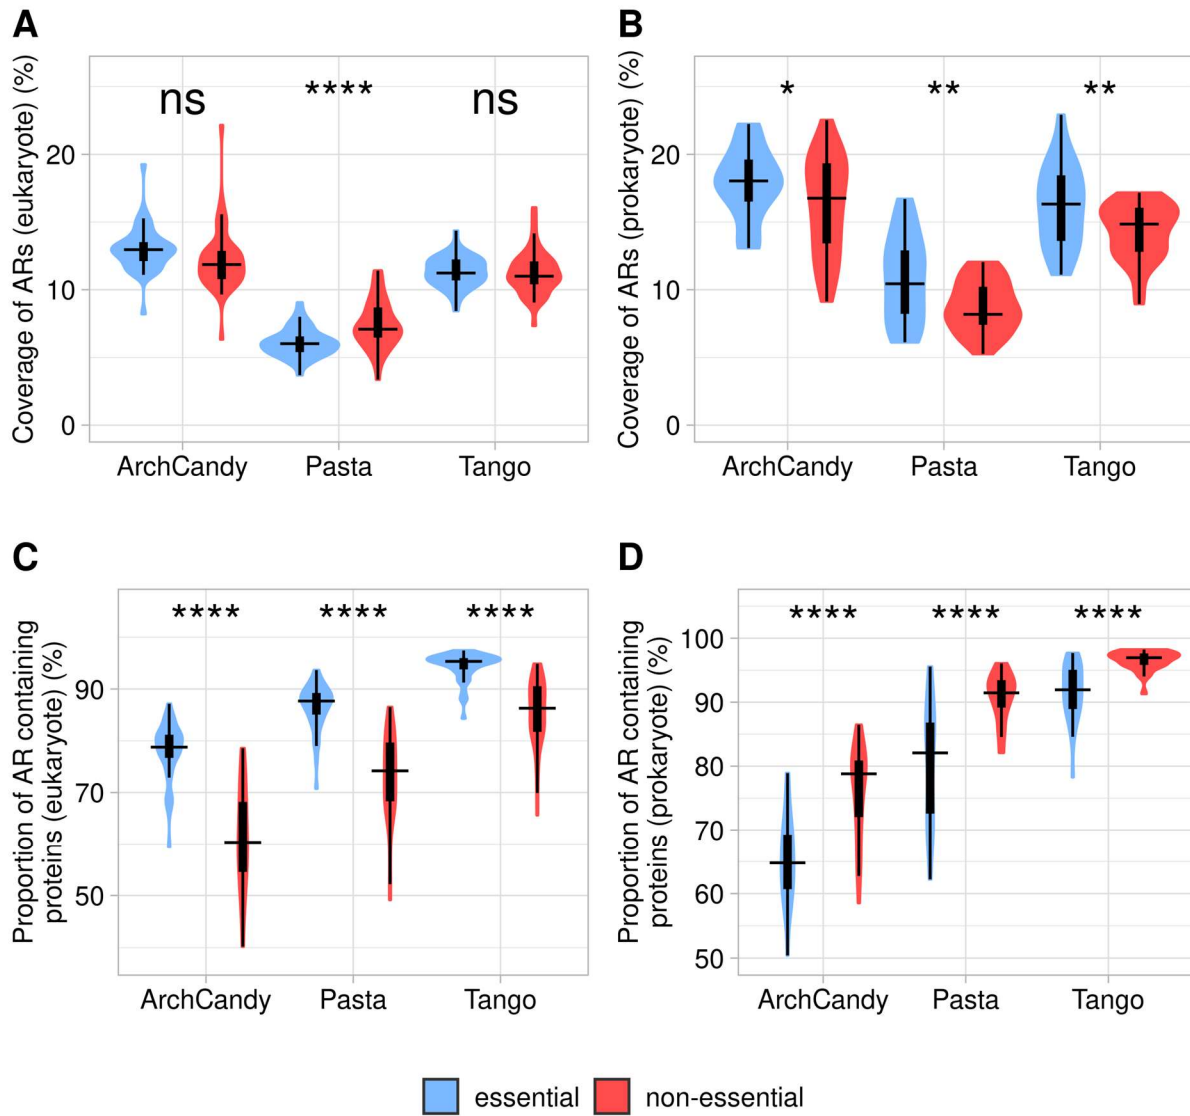 A
Coverage of ARs (eukaryote) (%)
20
10
0
ns
****
ns
ArchCandy
Pasta
Tango
B
Coverage of ARs (prokaryote) (%)
20
10
0
*
**
**
ArchCandy
Pasta
Tango
C
Proportion of AR containing
proteins (eukaryote) (%)
90
70
50
****
****
****
ArchCandy
Pasta
Tango
D
Proportion of AR containing
proteins (prokaryote) (%)
100
90
80
70
60
50
****
****
****
ArchCandy
Pasta
Tango
essential
non-essential